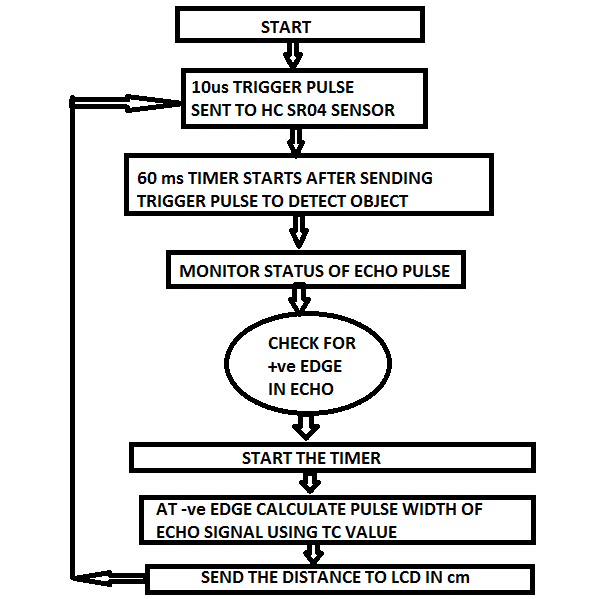 START
10us TRIGGER PULSE
SENT TO HC SR04 SENSOR
60 ms TIMER STARTS AFTER SENDING
TRIGGER PULSE TO DETECT OBJECT
MONITOR STATUS OF ECHO PULSE
CHECK FOR
+ve EDGE
IN ECHO
START THE TIMER
AT -ve EDGE CALCULATE PULSE WIDTH OF
ECHO SIGNAL USING TC VALUE
SEND THE DISTANCE TO LCD IN cm